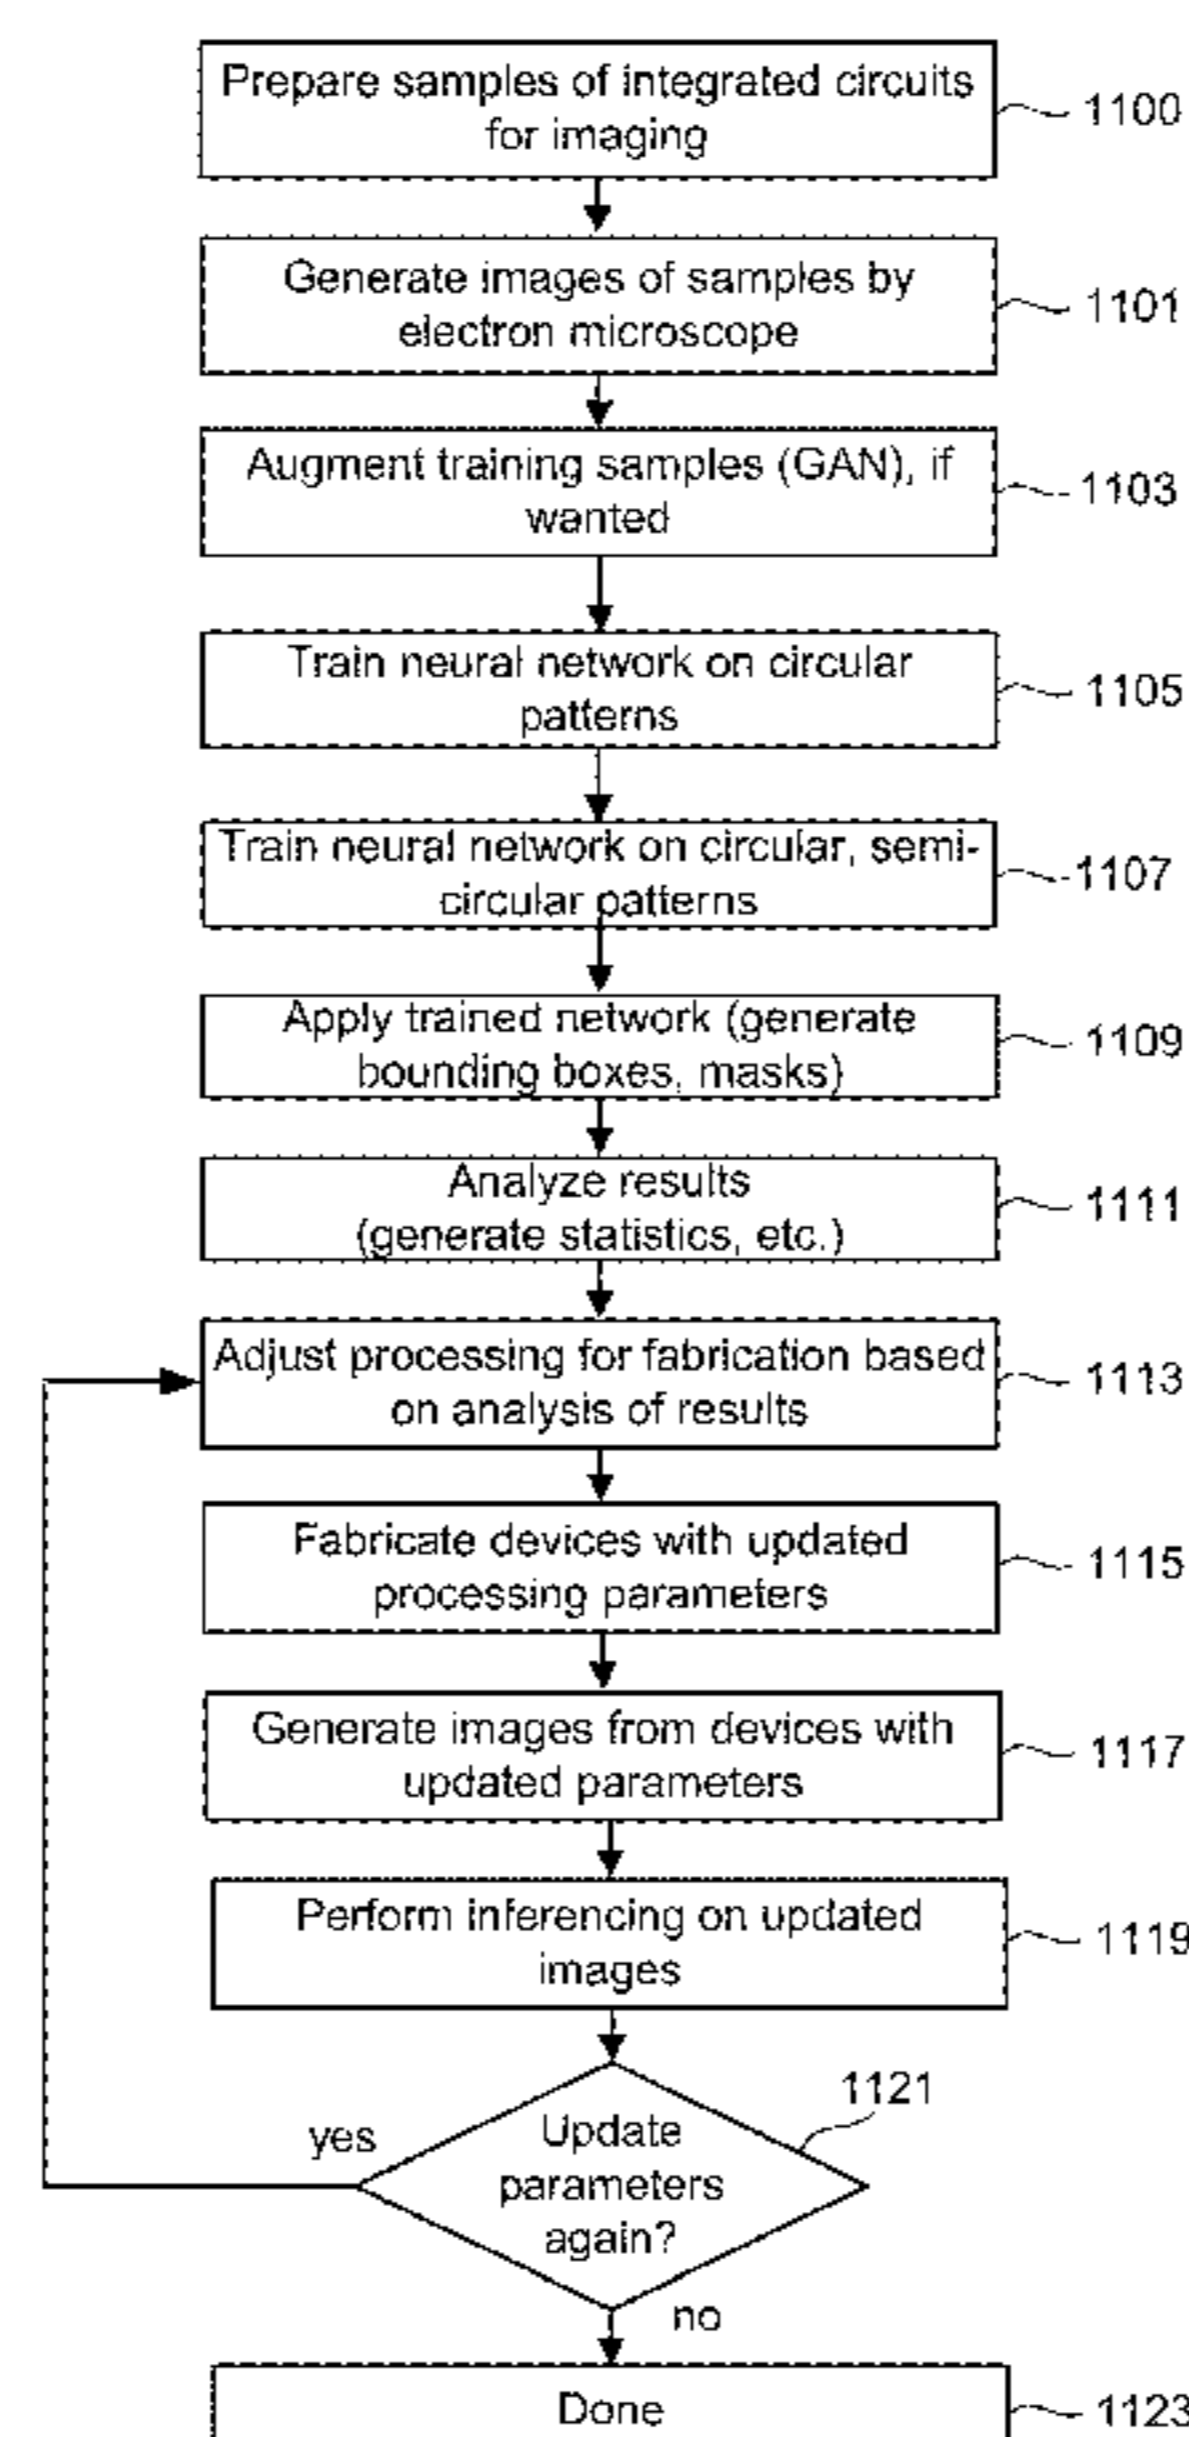 Prepare samples of integrated circuits
for imaging
1100
Generate images of samples by
electron microscope
1101
Augment training samples (GAN), if
wanted
1103
Train neural network on circular
patterns
1105
Train neural network on circular, semi-
circular patterns
1107
Apply trained network (generate
bounding boxes, masks)
1109
Analyze results
(generate statistics, etc.)
1111
Adjust processing for fabrication based
on analysis of results
1113
Fabricate devices with updated
processing parameters
1115
Generate images from devices with
updated parameters
1117
Perform inferencing on updated
images
1119
1121
yes
Update
parameters
again?
no
Done
1123